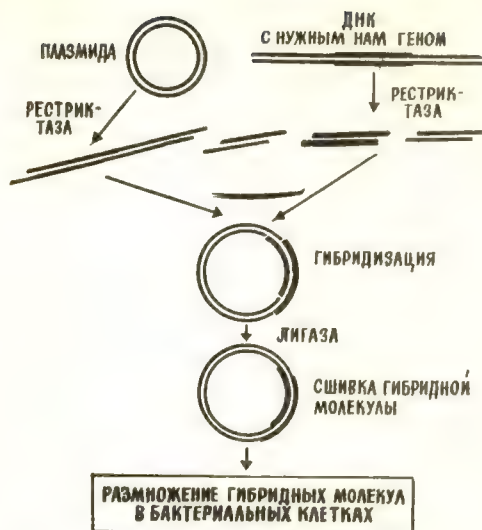 ПЛАЗМИДА
ДНК
С НУЖНЫМ НАМ ГЕНОМ
РЕСТРИК-
ТАЗА
РЕСТРИК-
ТАЗА
ГИБРИДИЗАЦИЯ
ЛИГАЗА
СШИВКА ГИБРИДНОЙ
МОЛЕКУЛЫ
РАЗМНОЖЕНИЕ ГИБРИДНЫХ МОЛЕКУЛ
В БАКТЕРИАЛЬНЫХ КЛЕТКАХ